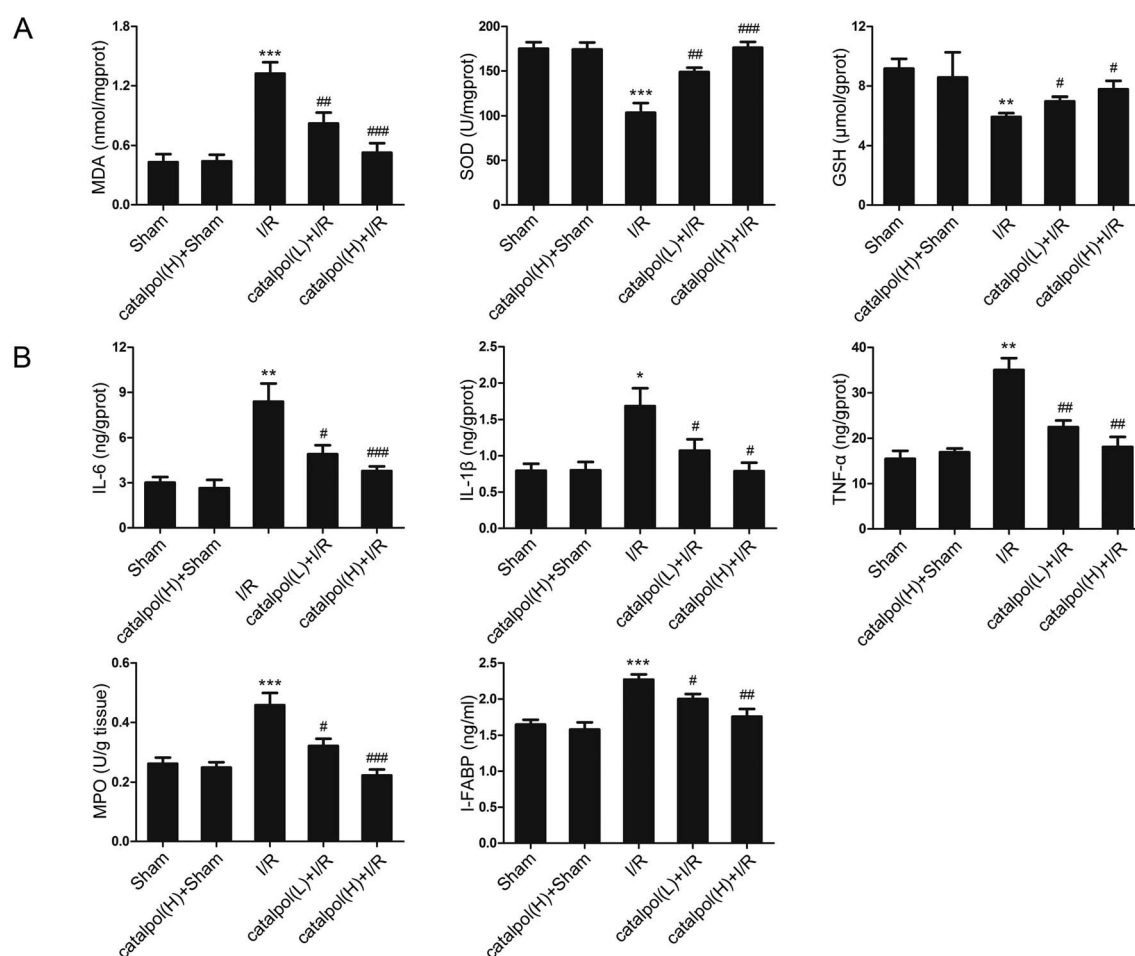 A
MDA (nmol/mgprot)
1.8
1.2
0.6
0.0
***
##
###
Sham
catalpol(H)+Sham
I/R
catalpol(L)+I/R
catalpol(H)+I/R
SOD (U/mgprot)
200
150
100
50
0
***
##
###
Sham
catalpol(H)+Sham
I/R
catalpol(L)+I/R
catalpol(H)+I/R
GSH (μmol/gprot)
12
9
6
3
0
**
#
#
Sham
catalpol(H)+Sham
I/R
catalpol(L)+I/R
catalpol(H)+I/R
B
IL-6 (ng/gprot)
12
9
6
3
0
**
#
###
Sham
catalpol(H)+Sham
I/R
catalpol(L)+I/R
catalpol(H)+I/R
IL-1β (ng/gprot)
2.5
2.0
1.5
1.0
0.5
0.0
*
#
#
Sham
catalpol(H)+Sham
I/R
catalpol(L)+I/R
catalpol(H)+I/R
TNF-α (ng/gprot)
40
30
20
10
0
**
##
##
Sham
catalpol(H)+Sham
I/R
catalpol(L)+I/R
catalpol(H)+I/R
MPO (U/g tissue)
0.6
0.4
0.2
0.0
***
#
###
Sham
catalpol(H)+Sham
I/R
catalpol(L)+I/R
catalpol(H)+I/R
I-FABP (ng/ml)
2.5
2.0
1.5
1.0
0.5
0.0
***
#
##
Sham
catalpol(H)+Sham
I/R
catalpol(L)+I/R
catalpol(H)+I/R